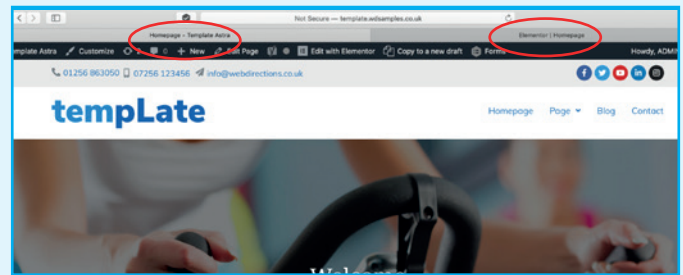 Not Secure — template.wdsamples.co.uk
Homepage – Template Astra
Elementor | Homepage
mplate Astra Customize 0 + New Edit Page Edit with Elementor Copy to a new draft Forms Howdy, ADMI
01256 863050 07256 123456 info@webdirections.co.uk
tempLate
Homepage Page Blog Contact
Welcome